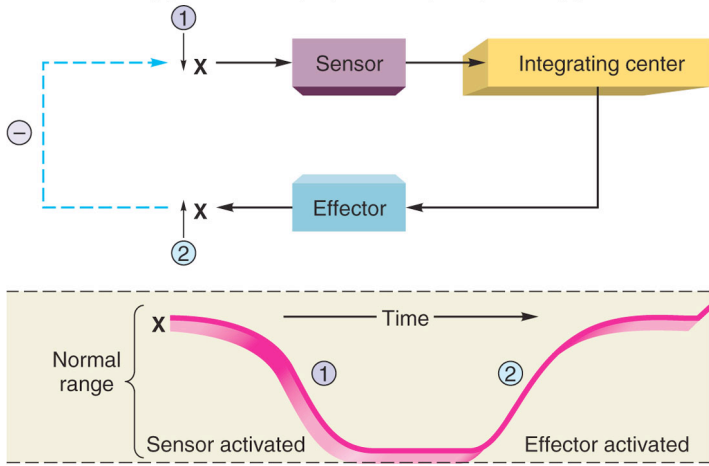 1
X
Sensor
Integrating center
−
X
Effector
2
X
Time
Normal
range
1
2
Sensor activated
Effector activated